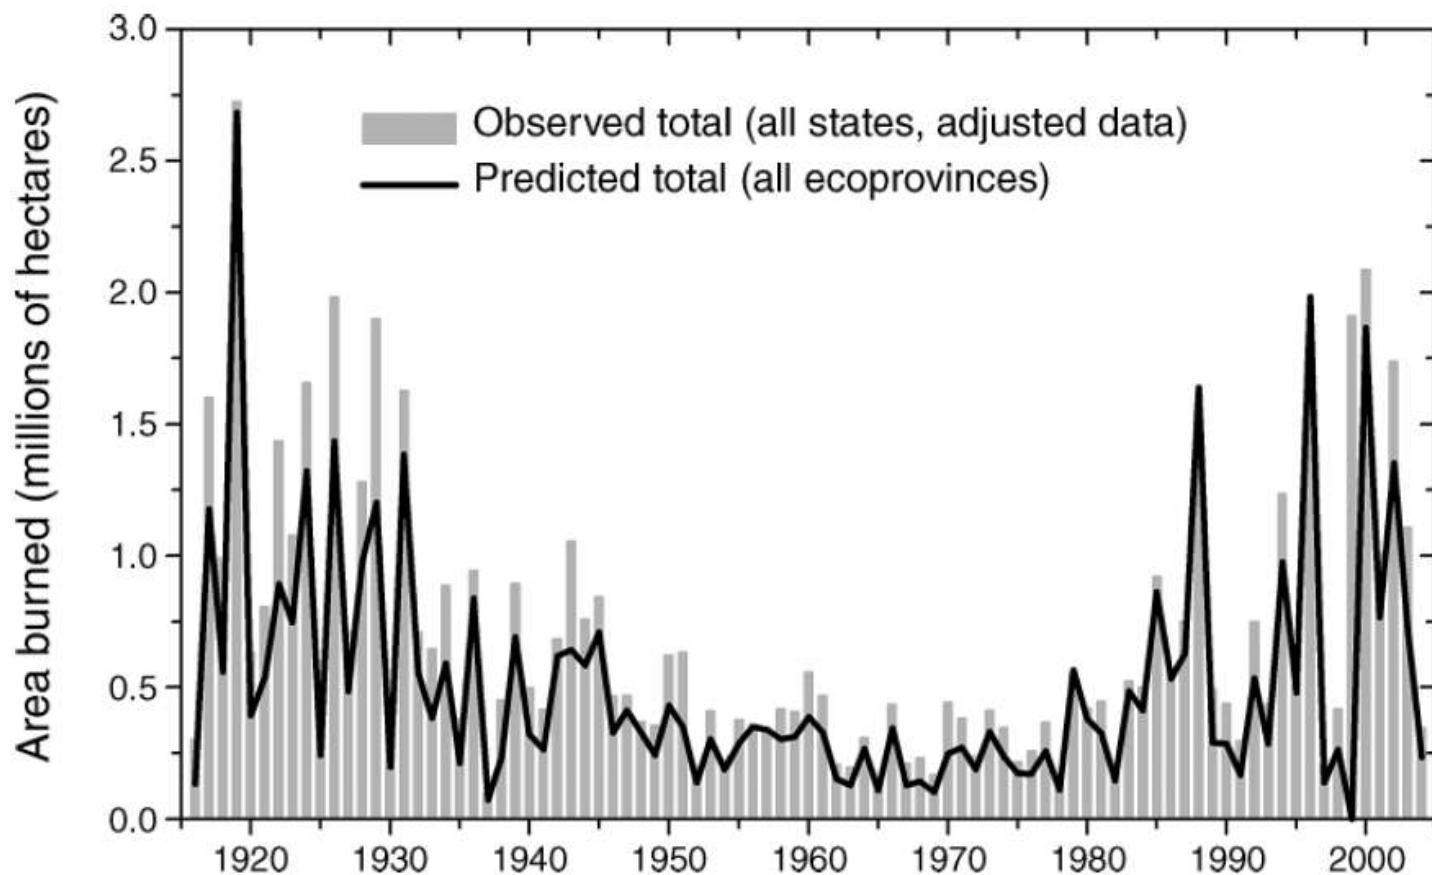 3.0
2.5
2.0
1.5
1.0
0.5
0.0
Area burned (millions of hectares)
Observed total (all states, adjusted data)
Predicted total (all ecoprovinces)
1920 1930 1940 1950 1960 1970 1980 1990 2000